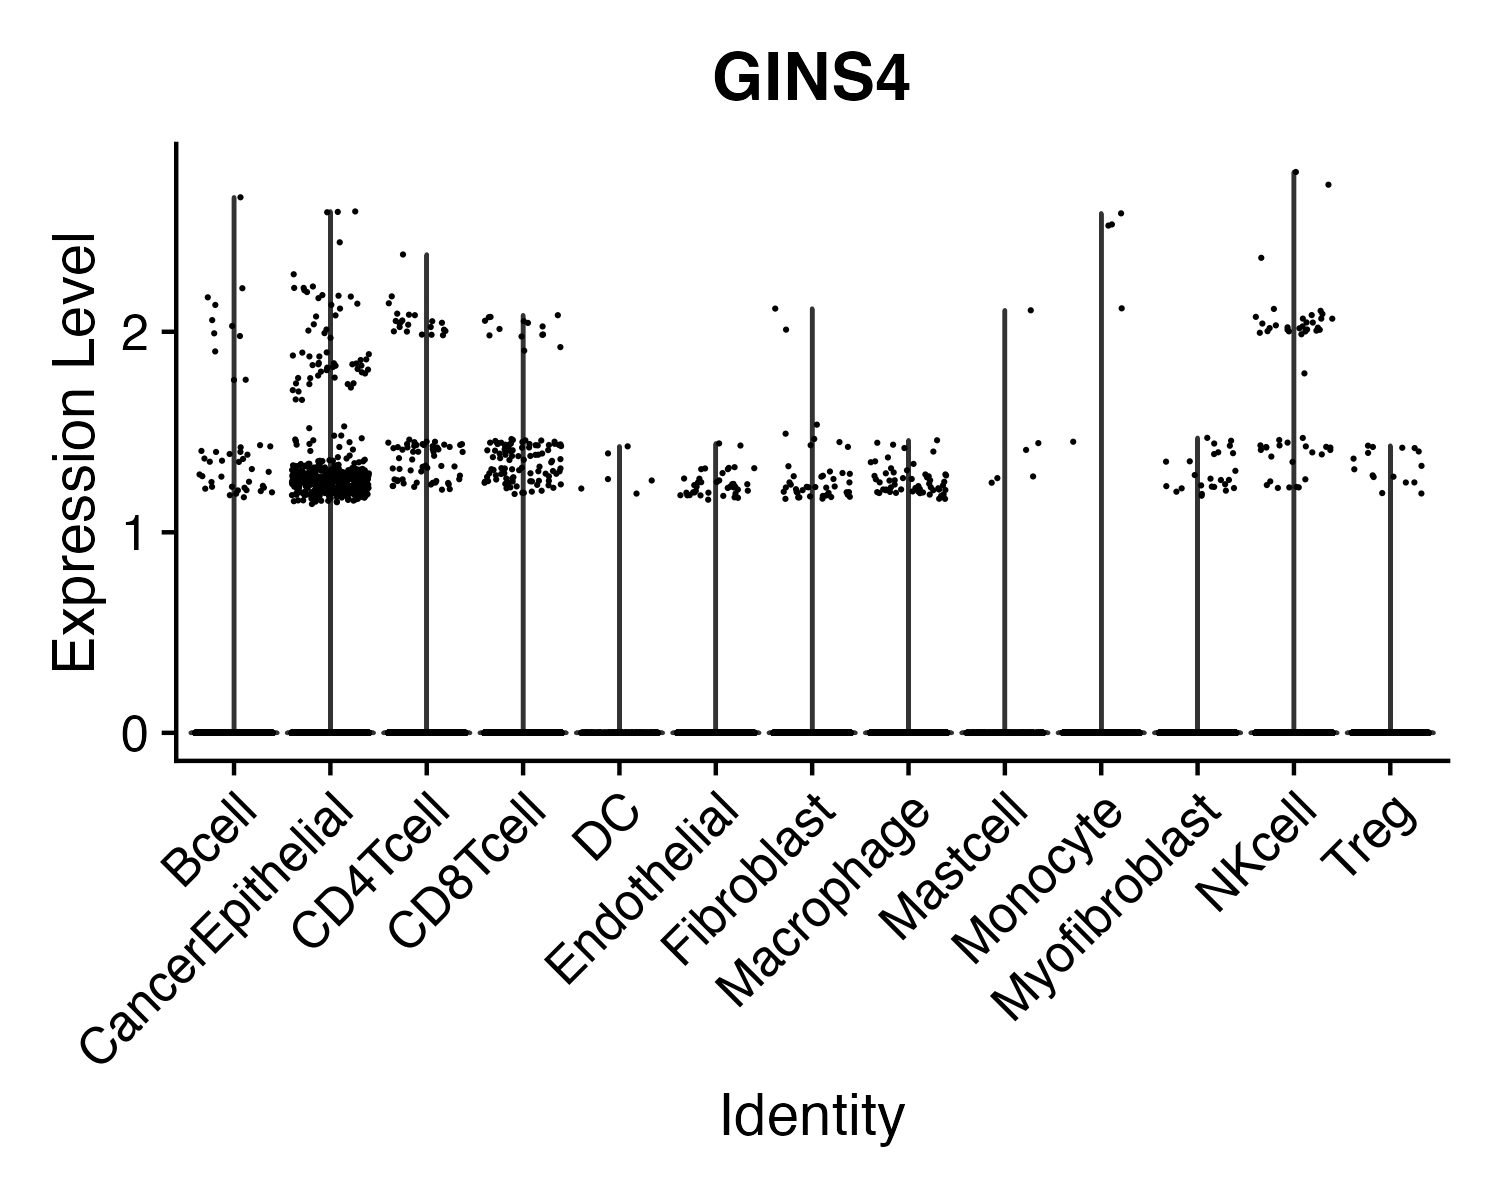 GINS4
Expression Level
2
1
0
Bcell
CancerEpithelial
CD4Tcell
CD8Tcell
DC
Endothelial
Fibroblast
Macrophage
Mastcell
Monocyte
Myofibroblast
NKcell
Treg
Identity